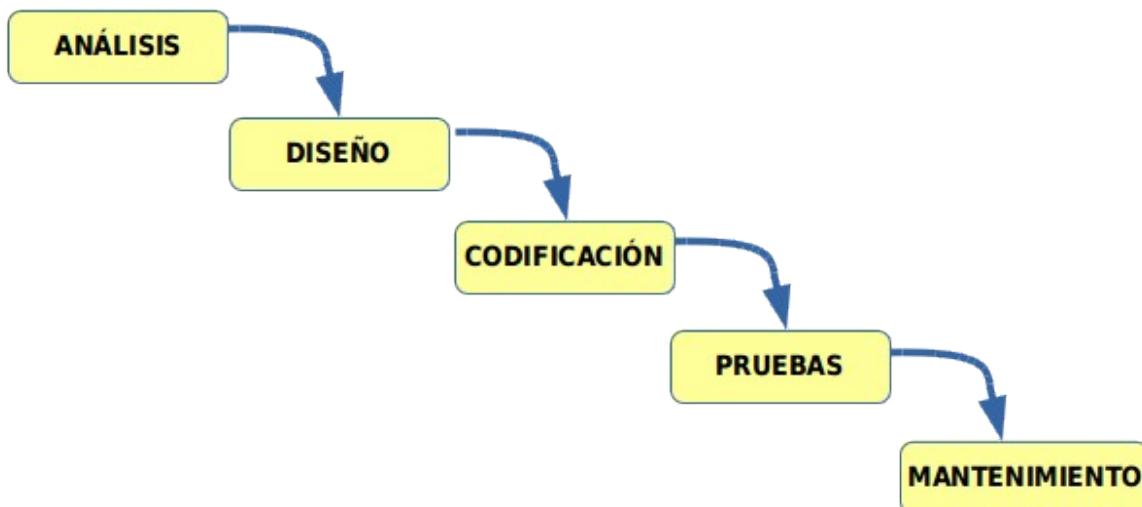 ANÁLISIS
DISEÑO
CODIFICACIÓN
PRUEBAS
MANTENIMIENTO